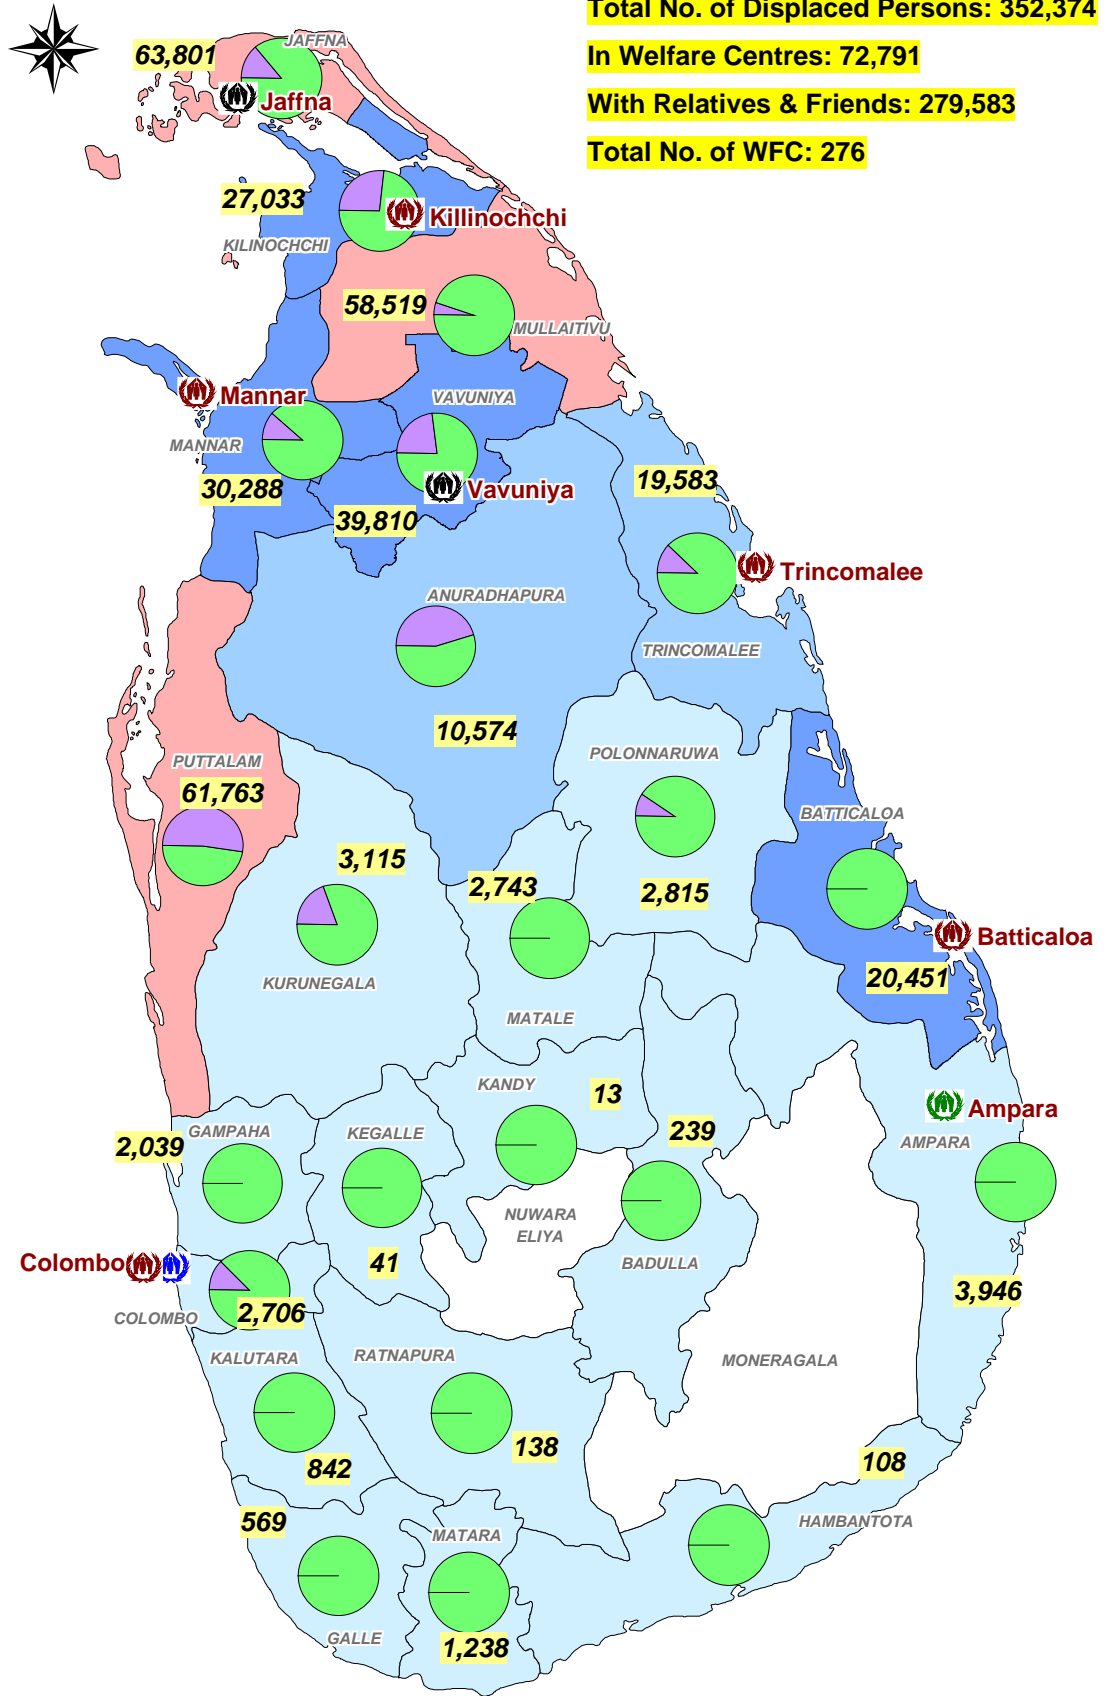 Total No. of Displaced Persons: 352,374
In Welfare Centres: 72,791
With Relatives & Friends: 279,583
Total No. of WFC: 276
JAFFNA
63,801
Jaffna
27,033
Killinochchi
KILINOCHCHI
58,519
MULLAITIVU
Mannar
VAVUNIYA
MANNAR
30,288
Vavuniya
39,810
19,583
Trincomalee
ANURADHAPURA
TRINCOMALEE
10,574
POLONNARUWA
PUTTALAM
61,763
BATTICALOA
3,115
2,743
2,815
Batticaloa
20,451
KURUNEGALA
MATALE
KANDY
13
Ampara
239
GAMPAHA
KEGALLE
AMPARA
2,039
NUWARA
ELIYA
Colombo
41
BADULLA
3,946
2,706
COLOMBO
KALUTARA
RATNAPURA
MONERAGALA
138
842
108
569
HAMBANTOTA
MATARA
GALLE
1,238